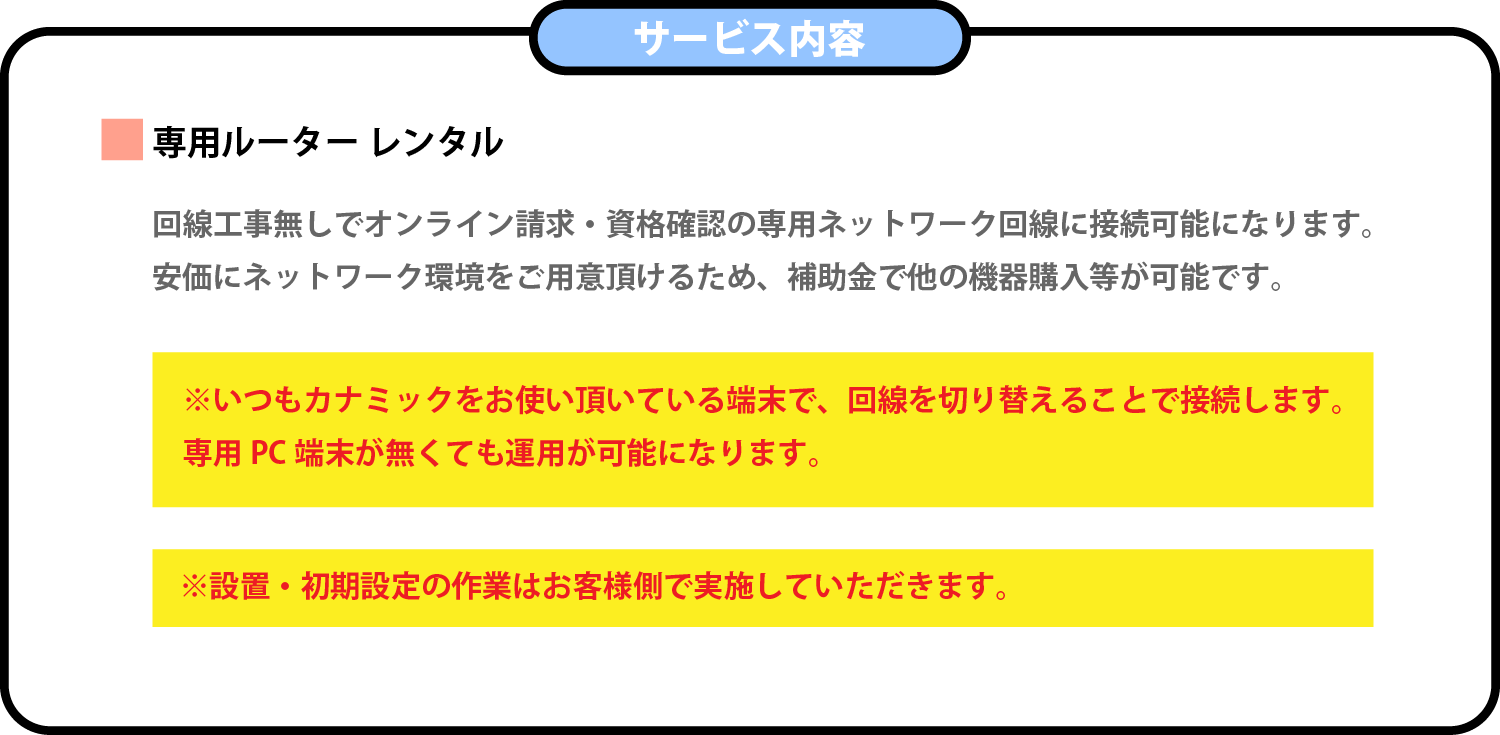 サービス内容
専用ルーター レンタル
回線工事無しでオンライン請求・資格確認の専用ネットワーク回線に接続可能になります。
安価にネットワーク環境をご用意頂けるため、補助金で他の機器購入等が可能です。
※いつもカナミックをお使い頂いている端末で、回線を切り替えることで接続します。
専用 PC 端末が無くても運用が可能になります。
※設置・初期設定の作業はお客様側で実施していただきます。